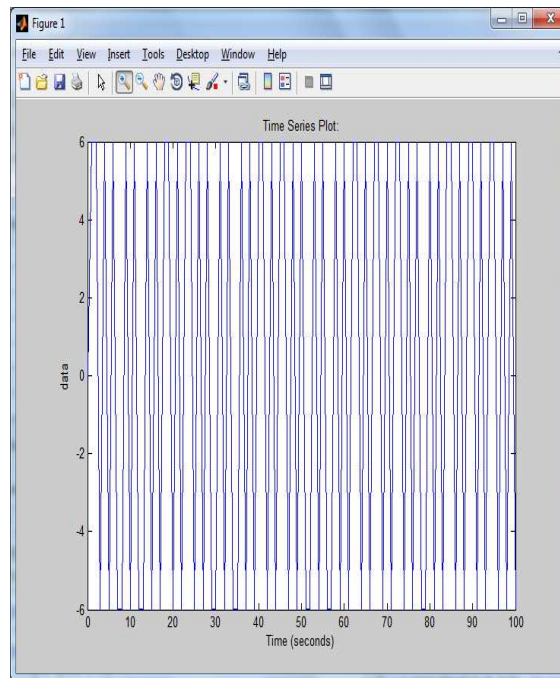 Figure 1
File Edit View Insert Tools Desktop Window Help
Time Series Plot:
6
4
2
0
-2
-4
-6
data
0 10 20 30 40 50 60 70 80 90 100
Time (seconds)